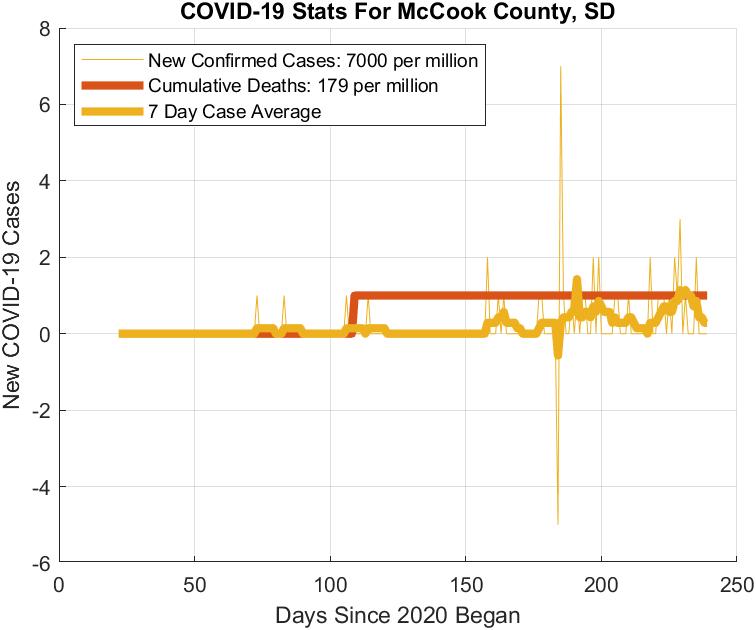 COVID-19 Stats For McCook County, SD
New Confirmed Cases: 7000 per million
Cumulative Deaths: 179 per million
7 Day Case Average
New COVID-19 Cases
8
6
4
2
0
-2
-4
-6
0 50 100 150 200 250
Days Since 2020 Began